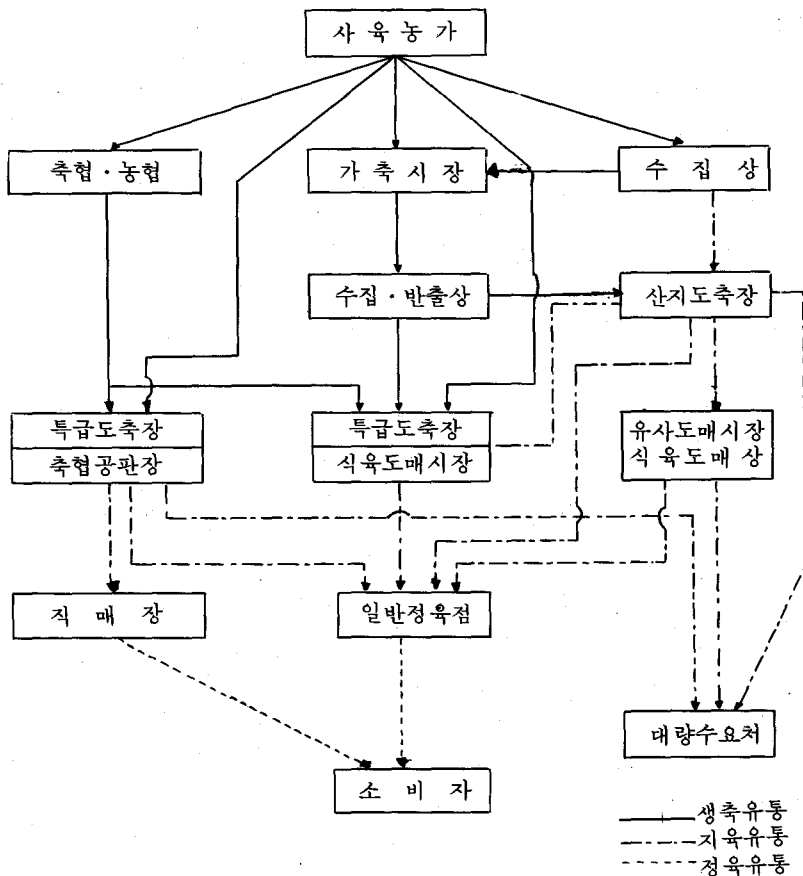 사육농가
축협·농협
가축시장
수집상
수집·반출상
산지도축장
특급도축장
축협공판장
특급도축장
식육도매시장
유사도매시장
식육도매상
직매장
일반정육점
대량수요처
소비자
생축유통
지육유통
정육유통